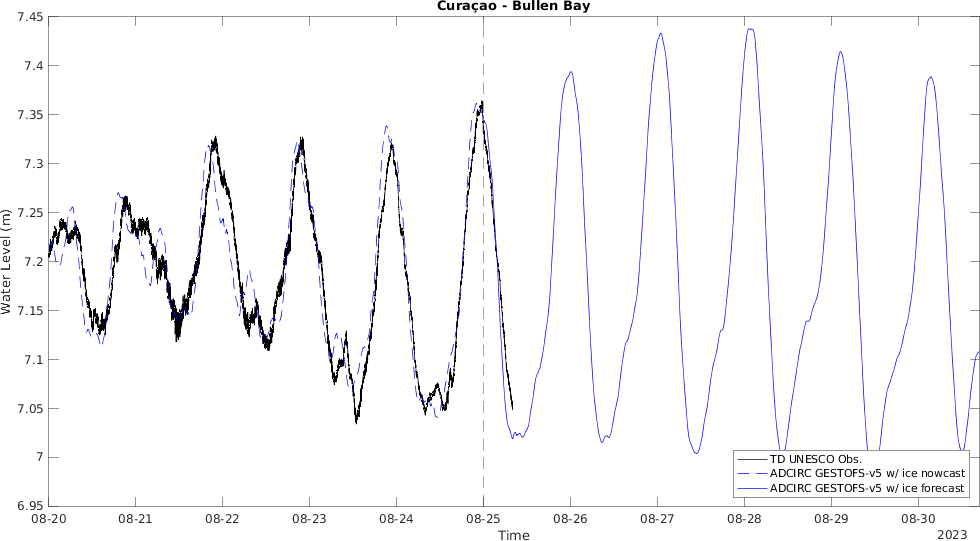 Curaçao - Bullen Bay
7.45
7.4
7.35
7.3
7.25
7.2
7.15
7.1
7.05
7
6.95
Water Level (m)
TD UNESCO Obs.
ADCIRC GESTOFS-v5 w/ ice nowcast
ADCIRC GESTOFS-v5 w/ ice forecast
08-20 08-21 08-22 08-23 08-24 08-25 08-26 08-27 08-28 08-29 08-30
Time
2023